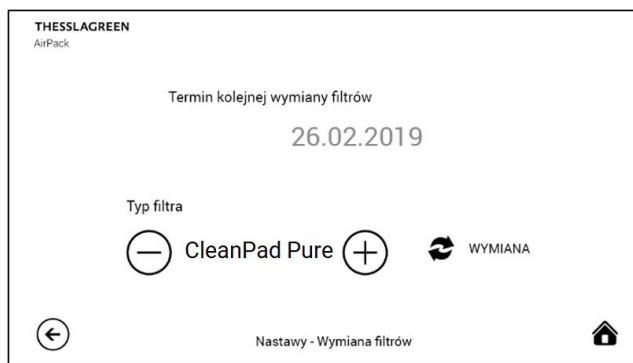 THESSLAGREEN
AirPack
Termin kolejnej wymiany filtrów
26.02.2019
Typ filtra
CleanPad Pure
WYMIANA
Nastawy - Wymiana filtrów